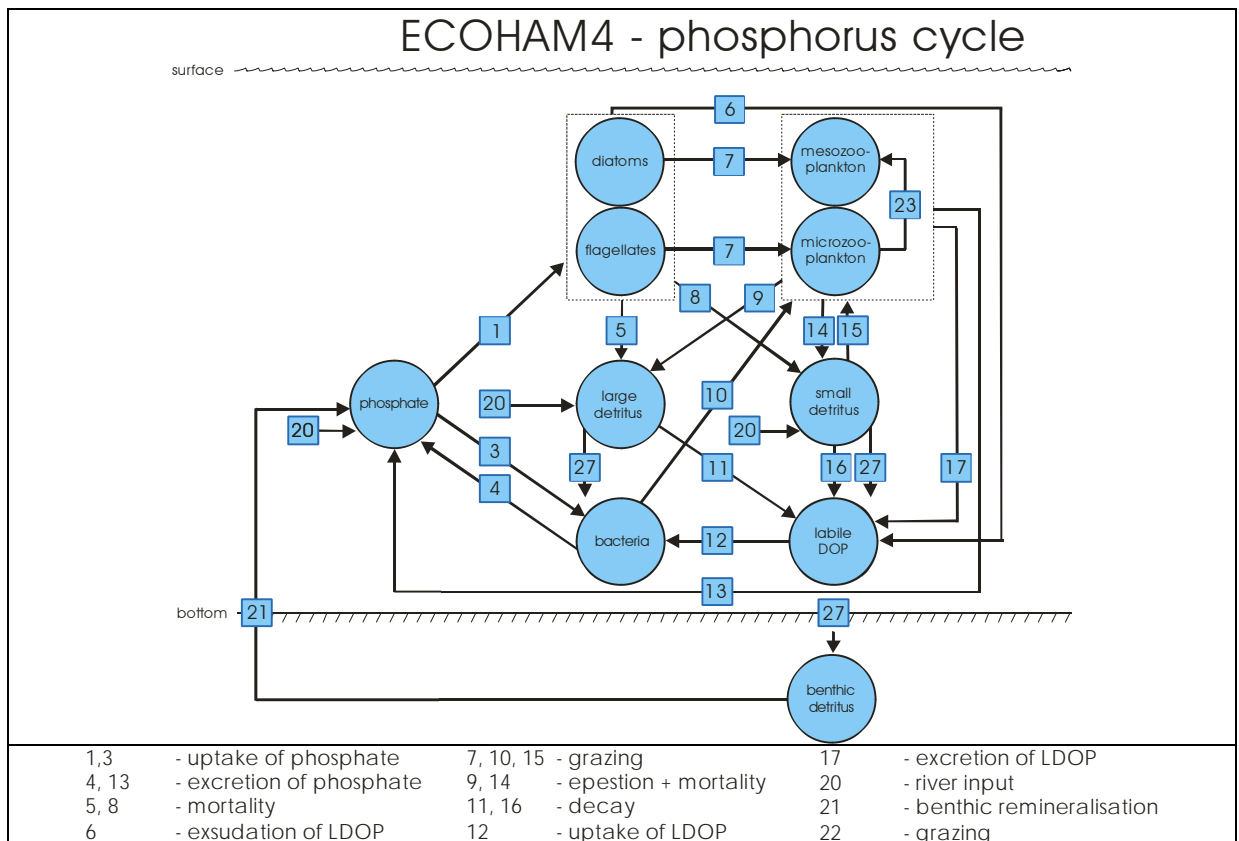 ECOHAM4 - phosphorus cycle
surface
6
diatoms
7
mesozoo-
plankton
23
flagellates
7
microzoo-
plankton
8
9
1
5
14
15
phosphate
20
large
detritus
10
small
detritus
20
20
3
27
11
16
27
17
4
bacteria
12
labile
DOP
13
bottom
21
27
benthic
detritus
1,3 - uptake of phosphate 7, 10, 15 - grazing 17 - excretion of LDOP
4, 13 - excretion of phosphate 9, 14 - epestion + mortality 20 - river input
5, 8 - mortality 11, 16 - decay 21 - benthic remineralisation
6 - exsudation of LDOP 12 - uptake of LDOP 22 - grazing